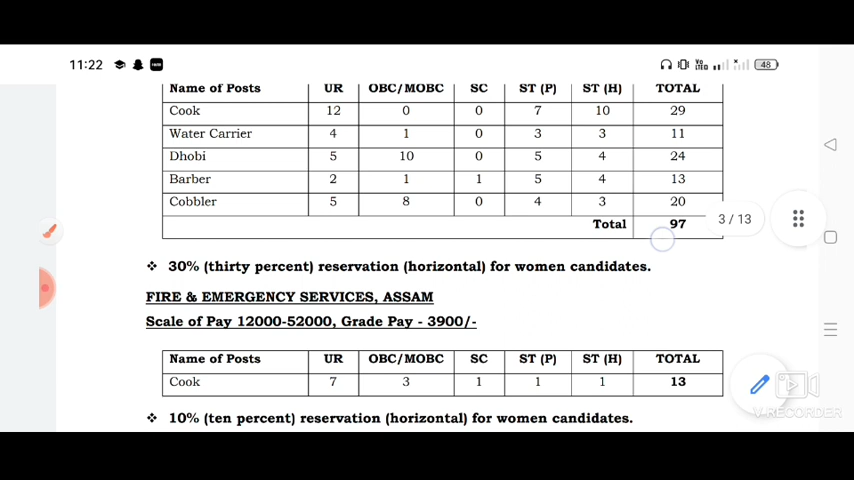 11:22 Vo LTE 48
Name of Posts UR OBC/MOBC SC ST (P) ST (H) TOTAL
Cook 12 0 0 7 10 29
Water Carrier 4 1 0 3 3 11
Dhobi 5 10 0 5 4 24
Barber 2 1 1 5 4 13
Cobbler 5 8 0 4 3 20
Total 97
3 / 13
❖ 30% (thirty percent) reservation (horizontal) for women candidates.
FIRE & EMERGENCY SERVICES, ASSAM
Scale of Pay 12000-52000, Grade Pay - 3900/-
Name of Posts UR OBC/MOBC SC ST (P) ST (H) TOTAL
Cook 7 3 1 1 1 13
❖ 10% (ten percent) reservation (horizontal) for women candidates.
V-RECORDER